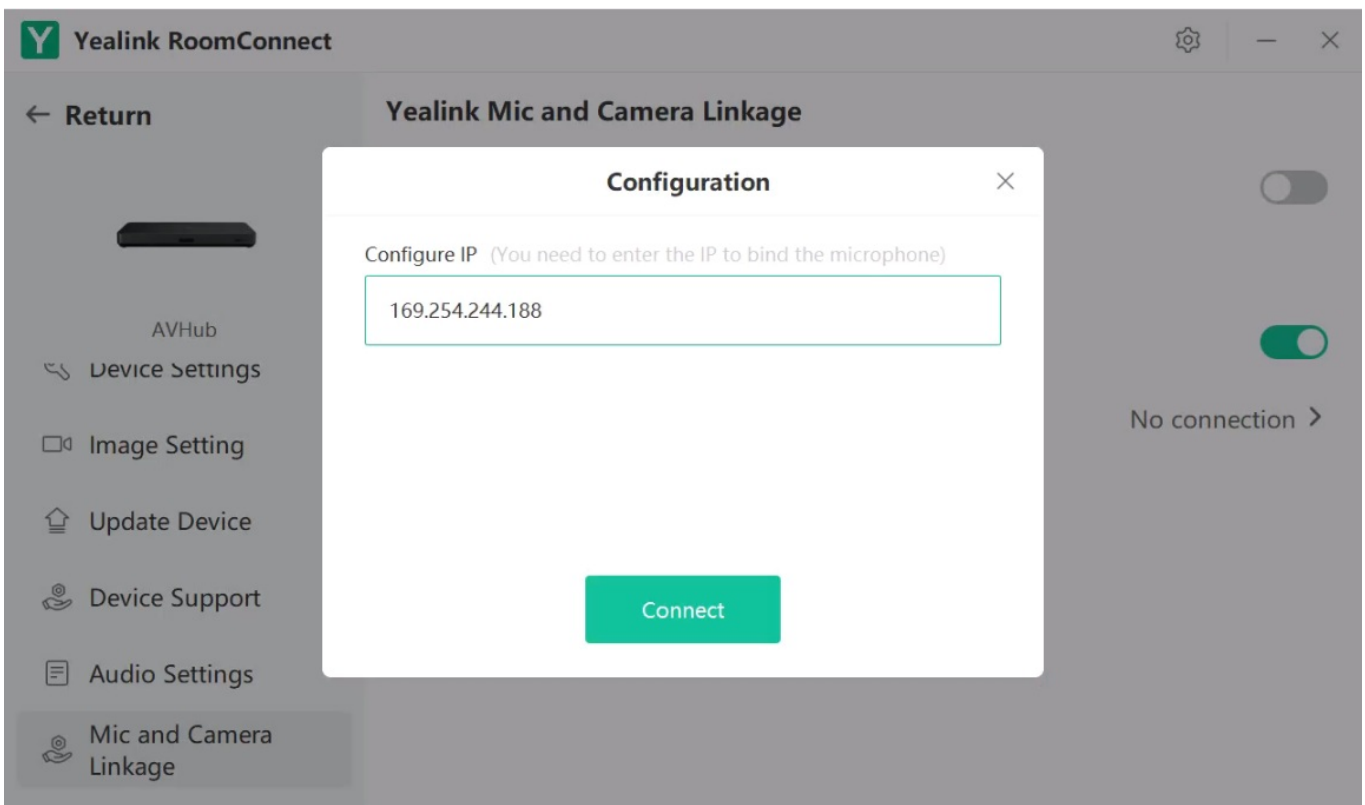 Y Yealink RoomConnect
← Return
AVHub
Device Settings
Image Setting
Update Device
Device Support
Audio Settings
Mic and Camera
Linkage
Yealink Mic and Camera Linkage
Configuration
Configure IP (You need to enter the IP to bind the microphone)
169.254.244.188
Connect
No connection >